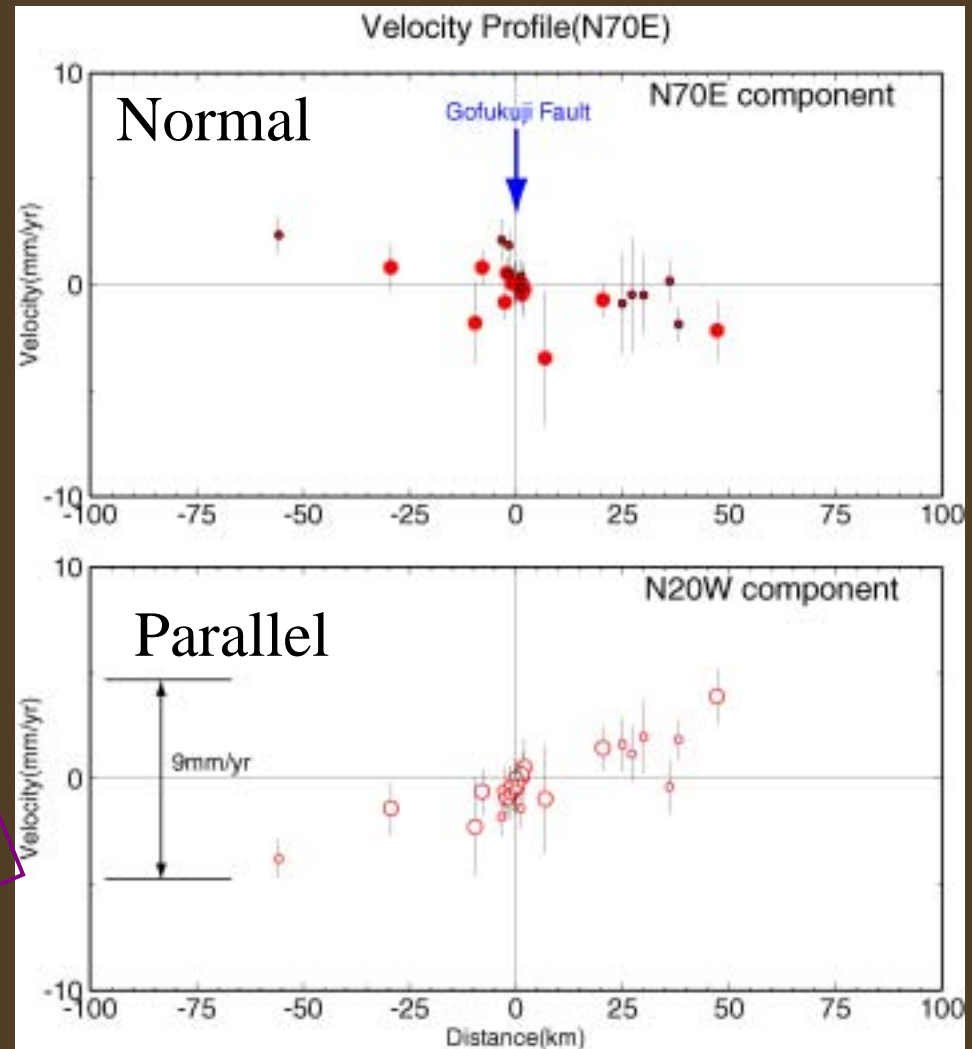 Velocity Profile(N70E)
10
N70E component
Normal
Gofukuji Fault
Velocity(mm/yr)
0
-10
-100 -75 -50 -25 0 25 50 75 100
10
N20W component
Parallel
Velocity(mm/yr)
9mm/yr
0
-10
-100 -75 -50 -25 0 25 50 75 100
Distance(km)